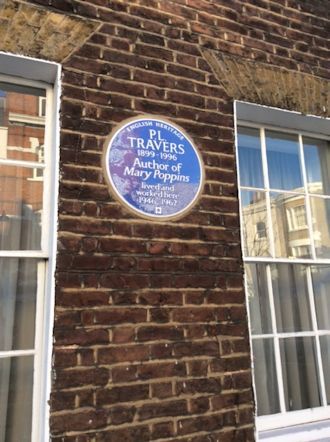 ENGLISH HERITAGE
P.L.
TRAVERS
1899-1996
Author of
Mary Poppins
lived and
worked here
1946-1962